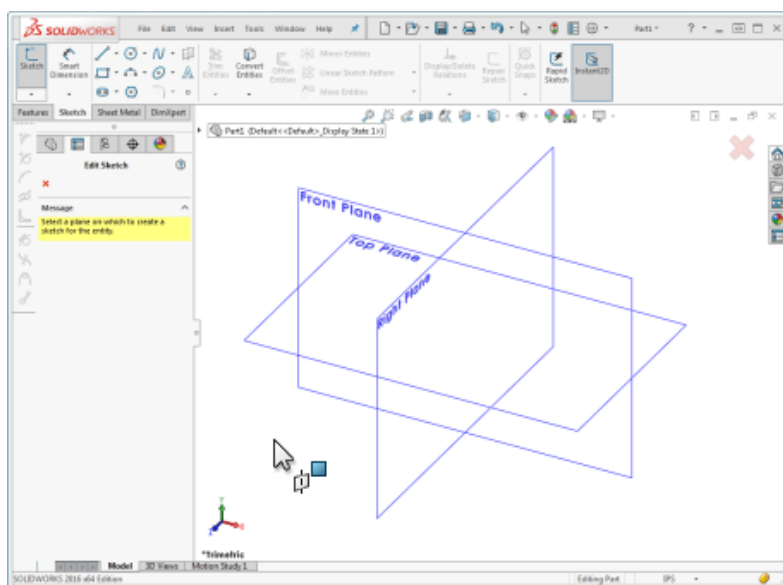 SOLIDWORKS File Edit View Insert Tools Window Help Part1 ?
Sketch Smart Dimension Trim Entities Convert Entities Offset Entities Mirror Entities Linear Sketch Pattern Move Entities Display/Delete Relations Repair Sketch Quick Snaps Rapid Sketch Instant2D
Features Sketch Sheet Metal DimXpert
Part1 (Default<<Default>_Display State 1>)
Edit Sketch
Message
Select a plane on which to create a
sketch for the entity.
Front Plane
Top Plane
Right Plane
*Trimetric
Model 3D Views Motion Study 1
SOLIDWORKS 2016 x64 Edition Editing Part IPS